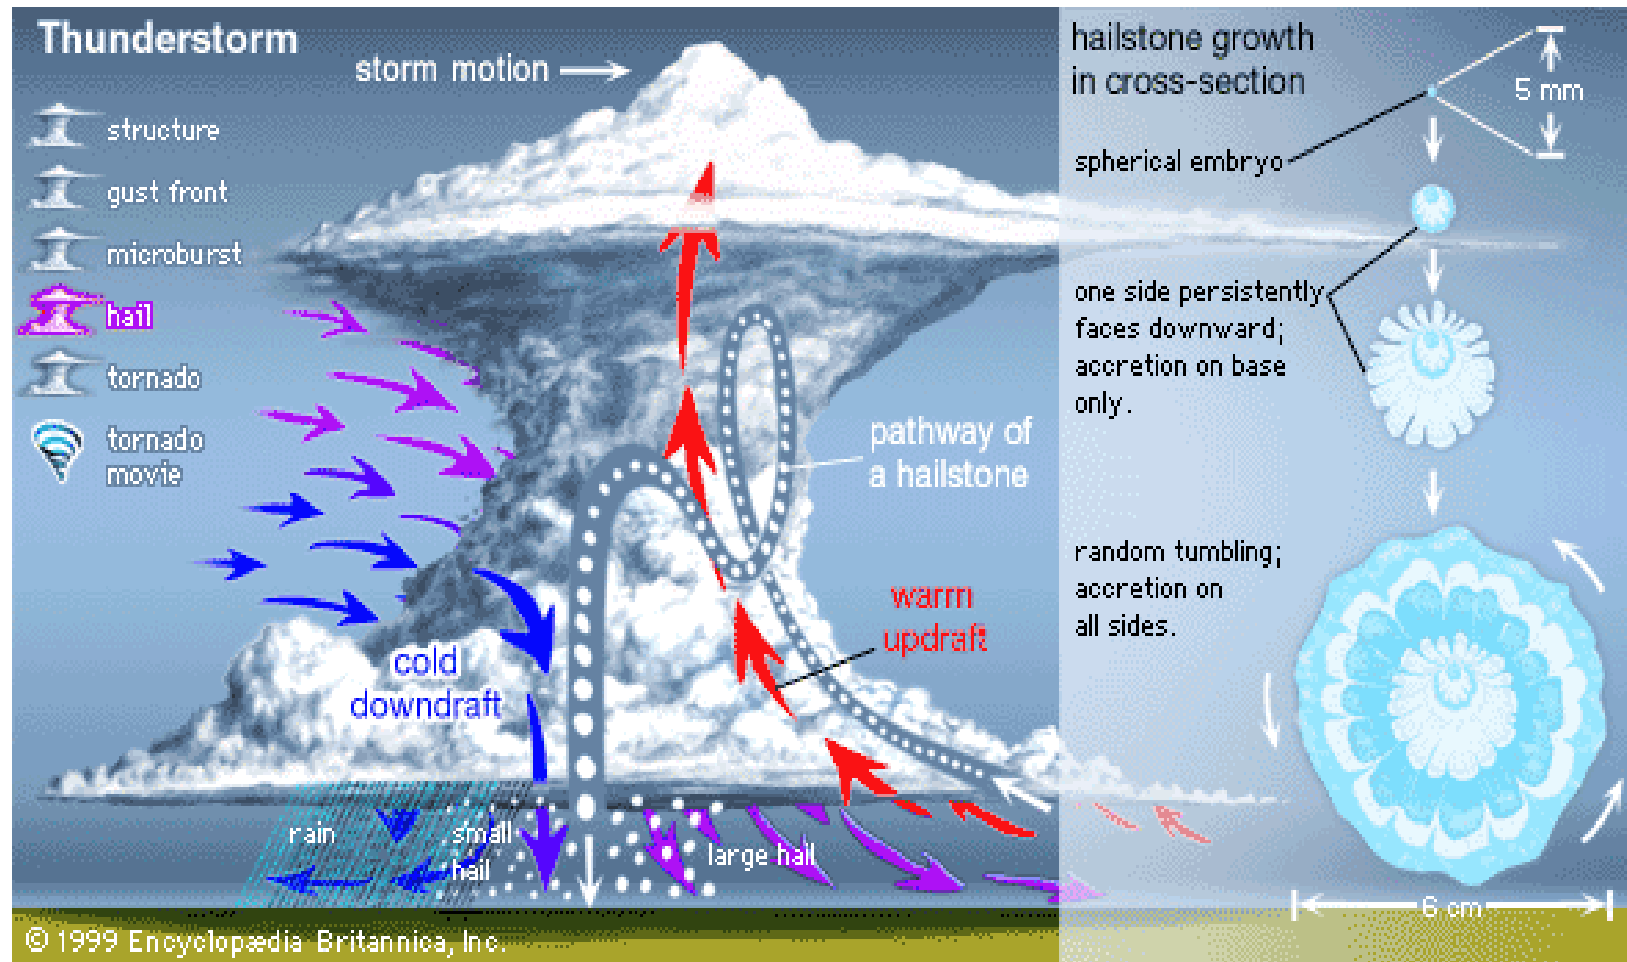 Thunderstorm
storm motion
structure
gust front
microburst
hail
tornado
tornado
movie
pathway of
a hailstone
warm
updraft
cold
downdraft
rain
small
hail
large hail
© 1999 Encyclopædia Britannica, Inc.
hailstone growth
in cross-section
5 mm
spherical embryo
one side persistently
faces downward;
accretion on base
only.
random tumbling;
accretion on
all sides.
6 cm